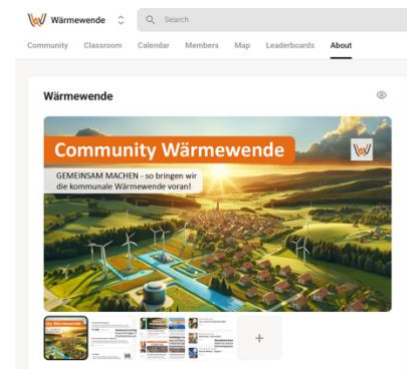 Wärmewende
Search
Community Classroom Calendar Members Map Leaderboards About
Wärmewende
Community Wärmewende
GEMEINSAM MACHEN - so bringen wir
die kommunale Wärmewende voran!
+